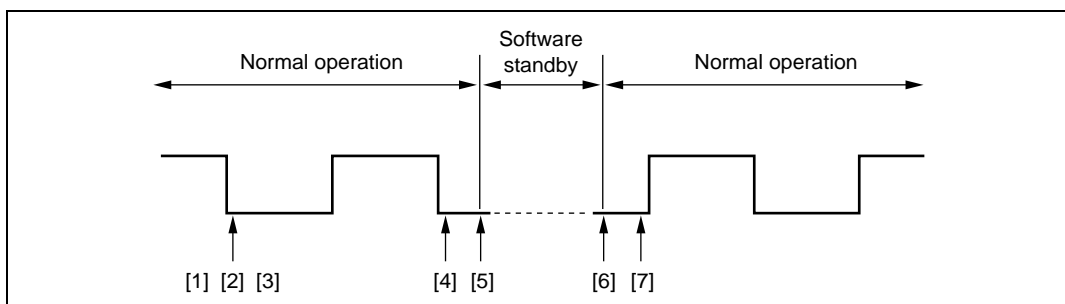 Software
standby
Normal operation
Normal operation
[1] [2] [3]
[4] [5]
[6] [7]